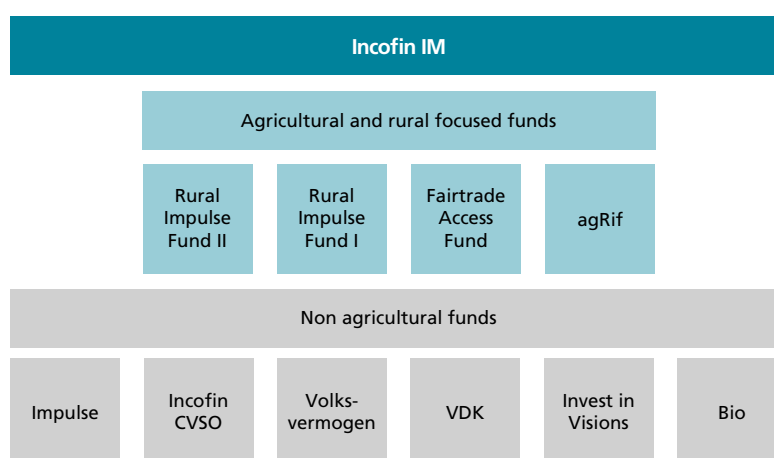 Incofin IM
Agricultural and rural focused funds
Rural
Impulse
Fund II
Rural
Impulse
Fund I
Fairtrade
Access
Fund
agRif
Non agricultural funds
Impulse
Incofin
CVSO
Volks-
vermogen
VDK
Invest in
Visions
Bio